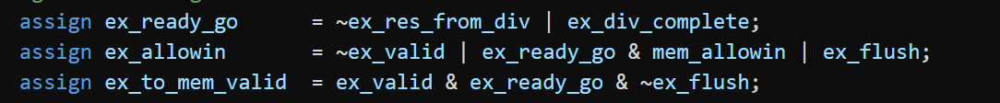 assign ex_ready_go = ~ex_res_from_div | ex_div_complete;
assign ex_allowin = ~ex_valid | ex_ready_go & mem_allowin | ex_flush;
assign ex_to_mem_valid = ex_valid & ex_ready_go & ~ex_flush;